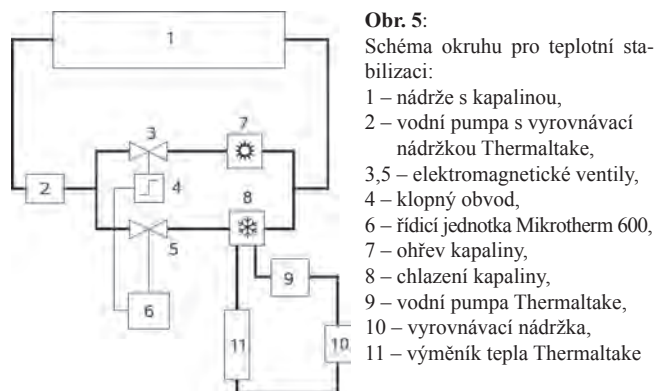 1
3
7
2
4
8
5
9
6
11
10
Obr. 5:
Schéma okruhu pro teplotní sta-
bilizaci:
1 – nádrže s kapalinou,
2 – vodní pumpa s vyrovnávací
nádržkou Thermaltake,
3,5 – elektromagnetické ventily,
4 – klopný obvod,
6 – řídicí jednotka Mikrotherm 600,
7 – ohřev kapaliny,
8 – chlazení kapaliny,
9 – vodní pumpa Thermaltake,
10 – vyrovnávací nádržka,
11 – výměník tepla Thermaltake